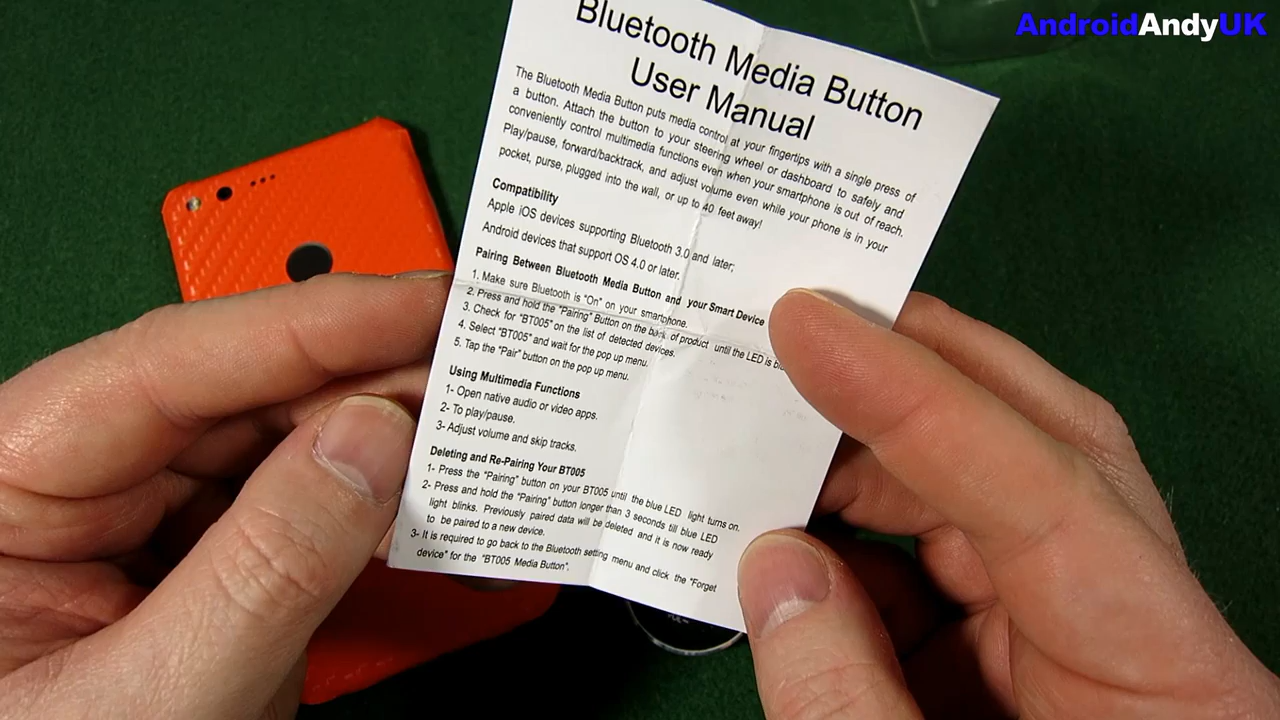 AndroidAndyUK
Bluetooth Media Button
User Manual
The Bluetooth Media Button puts media control at your fingertips with a single press of
a button. Attach the button to your steering wheel or dashboard to safely and
conveniently control multimedia functions even when your smartphone is out of reach.
Play/pause, forward/backtrack, and adjust volume even while your phone is in your
pocket, purse, plugged into the wall, or up to 40 feet away!
Compatibility
Apple iOS devices supporting Bluetooth 3.0 and later;
Android devices that support OS 4.0 or later.
Pairing Between Bluetooth Media Button and your Smart Device
1. Make sure Bluetooth is "On" on your smartphone.
2. Press and hold the "Pairing" Button on the back of product until the LED is
3. Check for "BT005" on the list of detected devices.
4. Select "BT005" and wait for the pop up menu.
5. Tap the "Pair" button on the pop up menu.
Using Multimedia Functions
1- Open native audio or video apps.
2- To play/pause.
3- Adjust volume and skip tracks.
Deleting and Re-Pairing Your BT005
1- Press the "Pairing" button on your BT005 until the blue LED light turns on.
2- Press and hold the "Pairing" button longer than 3 seconds till blue LED
light blinks. Previously paired data will be deleted and it is now ready
to be paired to a new device.
3- It is required to go back to the Bluetooth setting menu and click the "Forget
device" for the "BT005 Media Button".